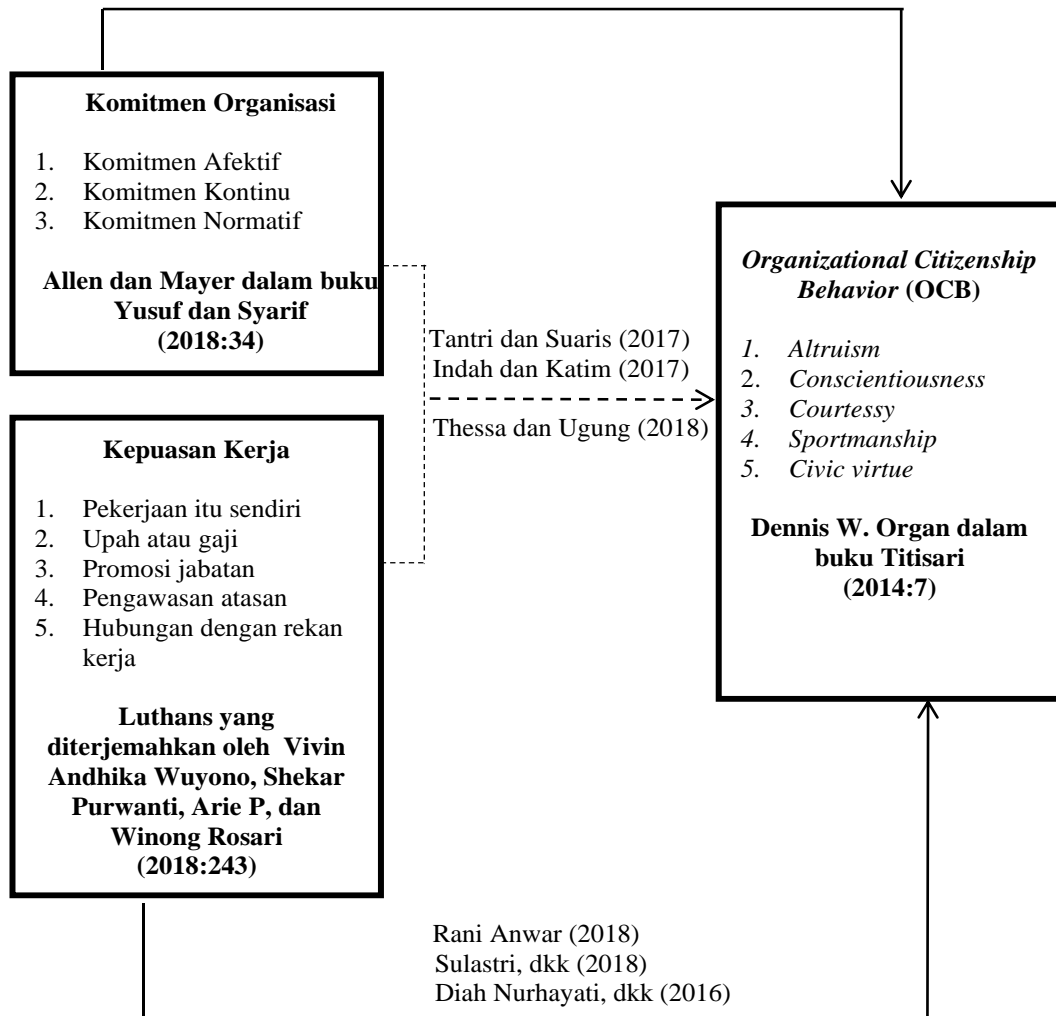 Komitmen Organisasi
1. Komitmen Afektif
2. Komitmen Kontinu
3. Komitmen Normatif
Allen dan Mayer dalam buku
Yusuf dan Syarif
(2018:34)
Kepuasan Kerja
1. Pekerjaan itu sendiri
2. Upah atau gaji
3. Promosi jabatan
4. Pengawasan atasan
5. Hubungan dengan rekan
kerja
Luthans yang
diterjemahkan oleh Vivin
Andhika Wuyono, Shekar
Purwanti, Arie P, dan
Winong Rosari
(2018:243)
Tantri dan Suaris (2017)
Indah dan Katim (2017)
Thessa dan Ugung (2018)
Organizational Citizenship
Behavior (OCB)
1. Altruism
2. Conscientiousness
3. Courtessy
4. Sportmanship
5. Civic virtue
Dennis W. Organ dalam
buku Titisari
(2014:7)
Rani Anwar (2018)
Sulastri, dkk (2018)
Diah Nurhayati, dkk (2016)